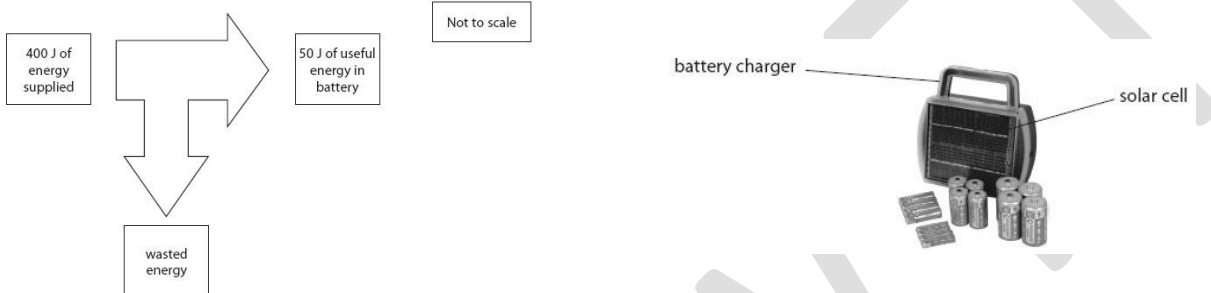 Not to scale
400 J of
energy
supplied
50 J of useful
energy in
battery
wasted
energy
battery charger
solar cell